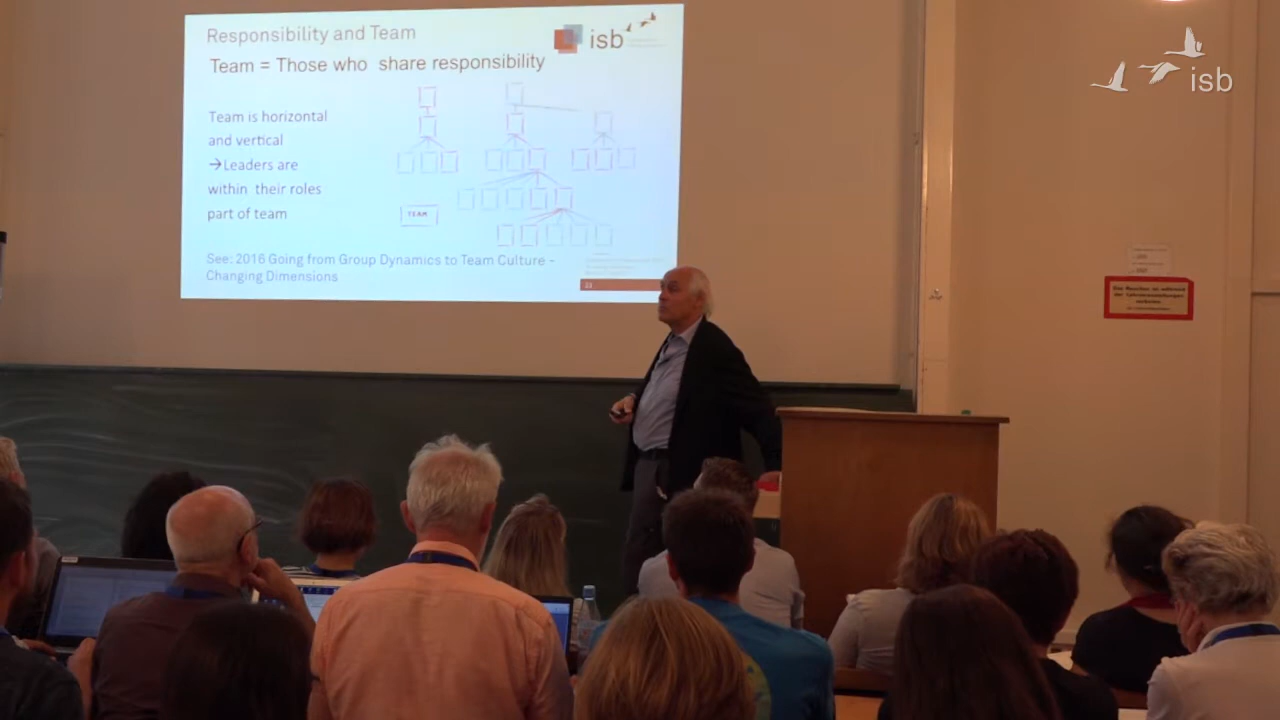 Responsibility and Team
isb
Team = Those who share responsibility
Team is horizontal
and vertical
→Leaders are
within their roles
part of team
TEAM
See: 2016 Going from Group Dynamics to Team Culture -
Changing Dimensions
isb